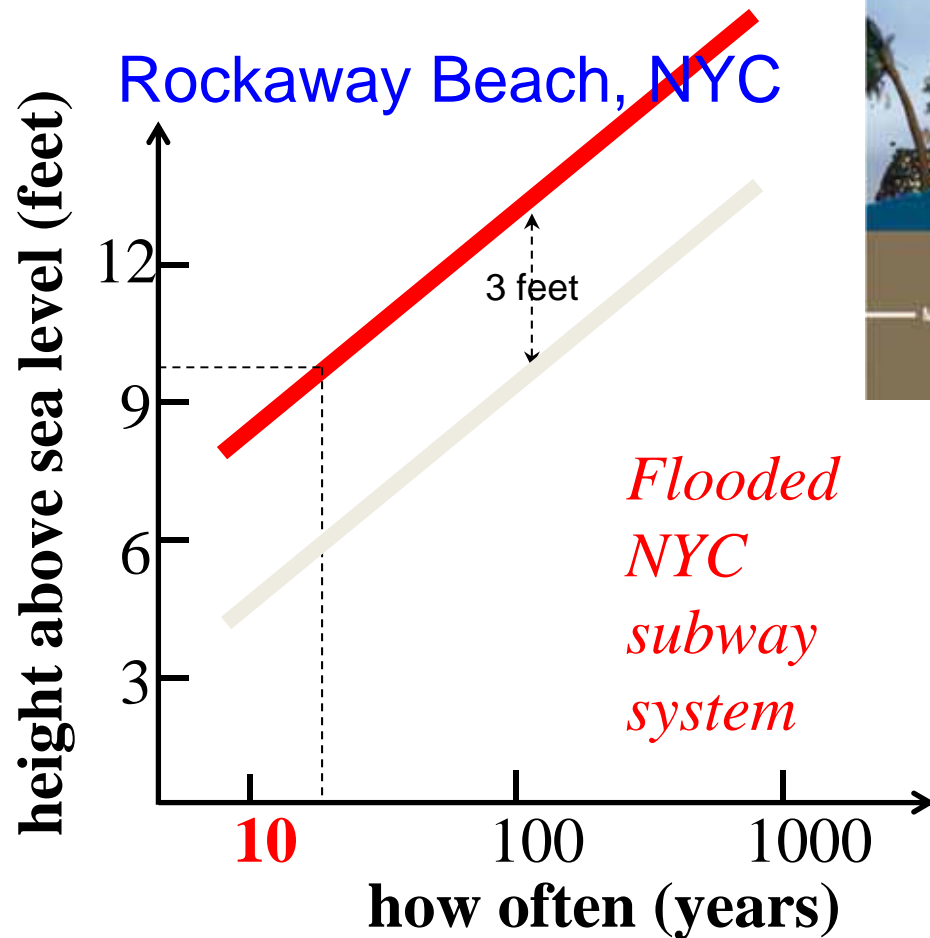 Rockaway Beach, NYC
height above sea level (feet)
12
9
6
3
3 feet
Flooded
NYC
subway
system
10
100
1000
how often (years)